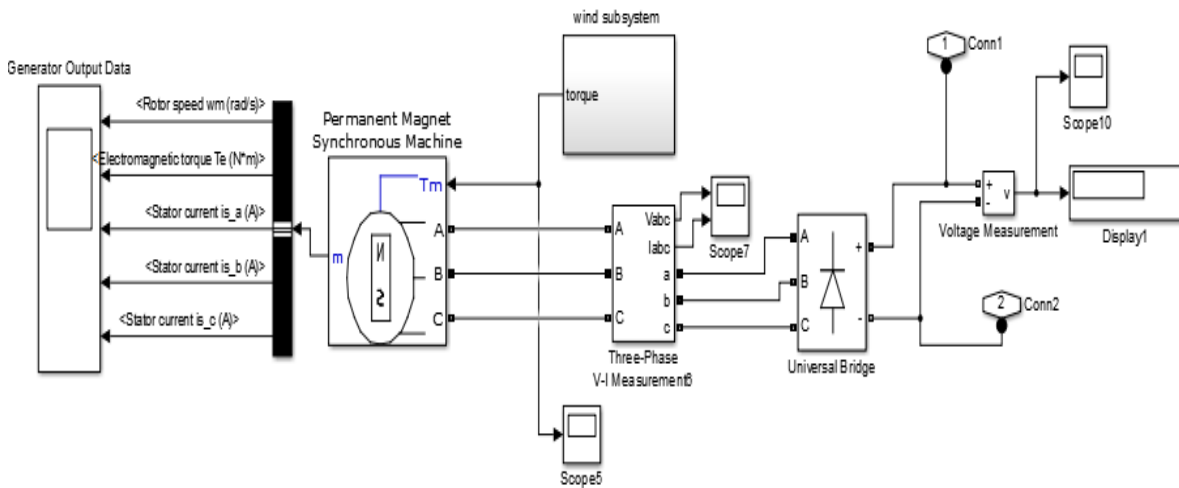 wind subsystem
torque
Generator Output Data
<Rotor speed wm (rad/s)>
<Electromagnetic torque Te (N*m)>
<Stator current is_a (A)>
<Stator current is_b (A)>
<Stator current is_c (A)>
Permanent Magnet
Synchronous Machine
Tm
m
N
S
A
B
C
A
B
C
Vabc
Iabc
a
b
c
Three-Phase
V-I Measurement6
Scope7
Scope5
A
B
C
+
-
Universal Bridge
1
Conn1
2
Conn2
+
-
v
Voltage Measurement
Scope10
Display1